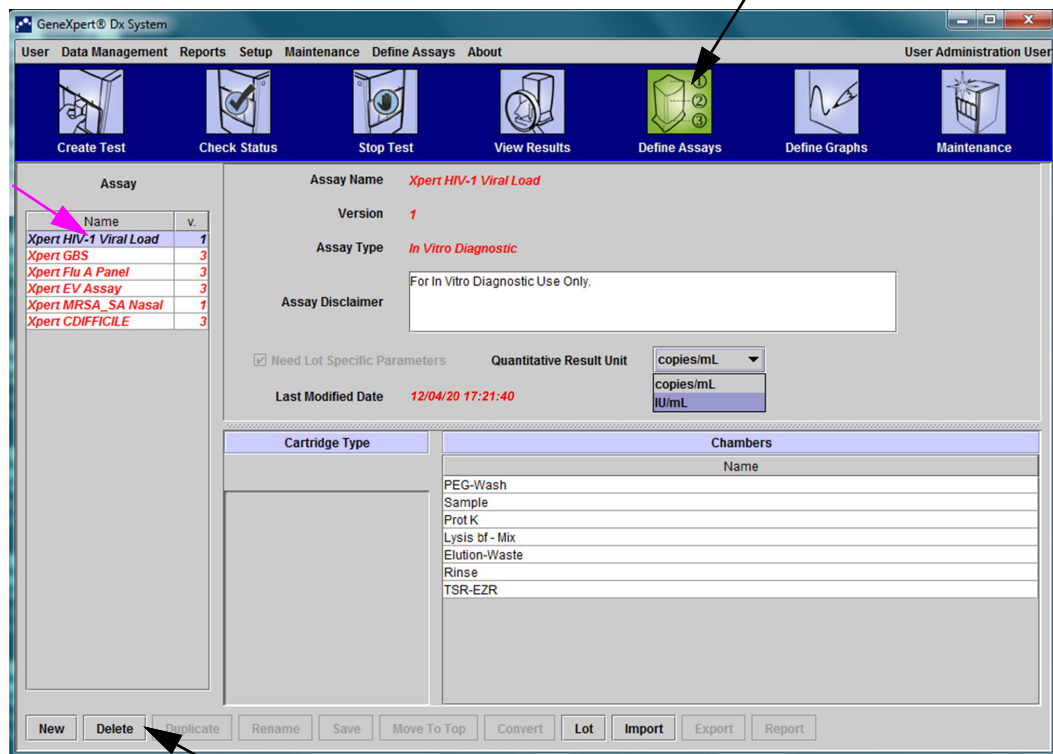 GeneXpert® Dx System
User Data Management Reports Setup Maintenance Define Assays About User Administration User
① ② ③
Create Test Check Status Stop Test View Results Define Assays Define Graphs Maintenance
Assay
Name v.
Xpert HIV-1 Viral Load 1
Xpert GBS 3
Xpert Flu A Panel 3
Xpert EV Assay 3
Xpert MRSA_SA Nasal 1
Xpert CDIFFICILE 3
Assay Name Xpert HIV-1 Viral Load
Version 1
Assay Type In Vitro Diagnostic
Assay Disclaimer For In Vitro Diagnostic Use Only.
Need Lot Specific Parameters Quantitative Result Unit copies/mL
copies/mL
IU/mL
Last Modified Date 12/04/20 17:21:40
Cartridge Type
Chambers
Name
PEG-Wash
Sample
Prot K
Lysis bf - Mix
Elution-Waste
Rinse
TSR-EZR
New Delete Duplicate Rename Save Move To Top Convert Lot Import Export Report